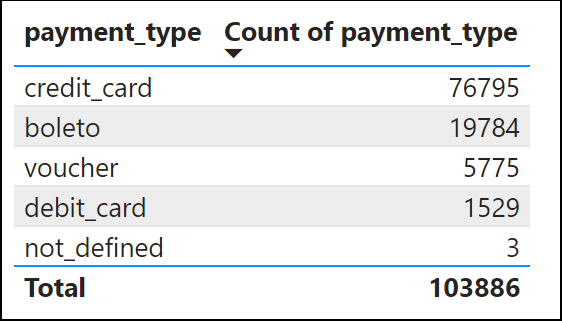 payment_type Count of payment_type
credit_card 76795
boleto 19784
voucher 5775
debit_card 1529
not_defined 3
Total 103886